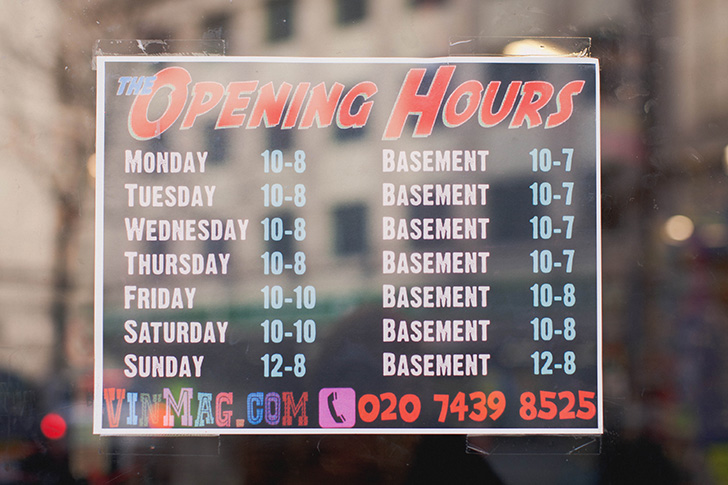 THE OPENING HOURS
MONDAY 10-8 BASEMENT 10-7
TUESDAY 10-8 BASEMENT 10-7
WEDNESDAY 10-8 BASEMENT 10-7
THURSDAY 10-8 BASEMENT 10-7
FRIDAY 10-10 BASEMENT 10-8
SATURDAY 10-10 BASEMENT 10-8
SUNDAY 12-8 BASEMENT 12-8
VINMAG.COM 020 7439 8525